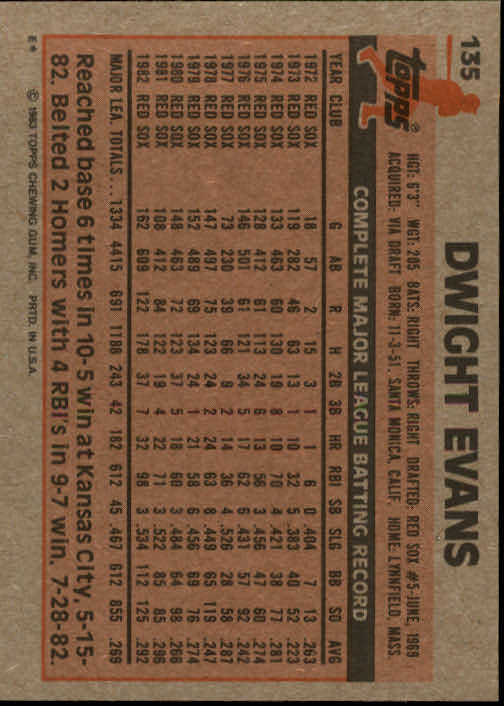 135
topps®
DWIGHT EVANS
HGT: 6'3" WGT: 205 BATS: RIGHT THROWS: RIGHT DRAFTED: RED SOX #5-JUNE, 1969
ACQUIRED: VIA DRAFT BORN: 11-3-51, SANTA MONICA, CALIF. HOME: LYNNFIELD, MASS.
COMPLETE MAJOR LEAGUE BATTING RECORD
YEAR CLUB G AB R H 2B 3B HR RBI SB SLG BB SO AVG
1972 RED SOX 18 57 2 15 3 1 1 6 0 .404 7 13 .263
1973 RED SOX 119 282 46 63 13 1 10 32 5 .383 40 52 .223
1974 RED SOX 133 463 60 130 19 8 10 70 4 .421 38 77 .281
1975 RED SOX 128 412 61 113 24 6 13 56 3 .456 47 60 .274
1976 RED SOX 146 501 61 121 34 5 17 62 6 .431 57 92 .242
1977 RED SOX 73 230 39 66 9 2 14 36 4 .526 28 58 .287
1978 RED SOX 147 497 75 123 24 2 24 63 8 .449 65 119 .247
1979 RED SOX 152 489 69 134 24 1 21 58 6 .456 69 76 .274
1980 RED SOX 148 463 72 123 37 5 18 60 3 .484 64 98 .266
1981 RED SOX 108 412 84 122 19 4 22 71 3 .522 85 85 .296
1982 RED SOX 162 609 122 178 37 7 32 98 3 .534 112 125 .292
MAJOR LEA. TOTALS ... 1334 4415 691 1188 243 42 182 612 45 .467 612 855 .269
Reached base 6 times in 10-5 win at Kansas City, 5-15-
82. Belted 2 Homers with 4 RBI's in 9-7 win, 7-28-82.
E* © 1983 TOPPS CHEWING GUM, INC. PRTD. IN U.S.A.